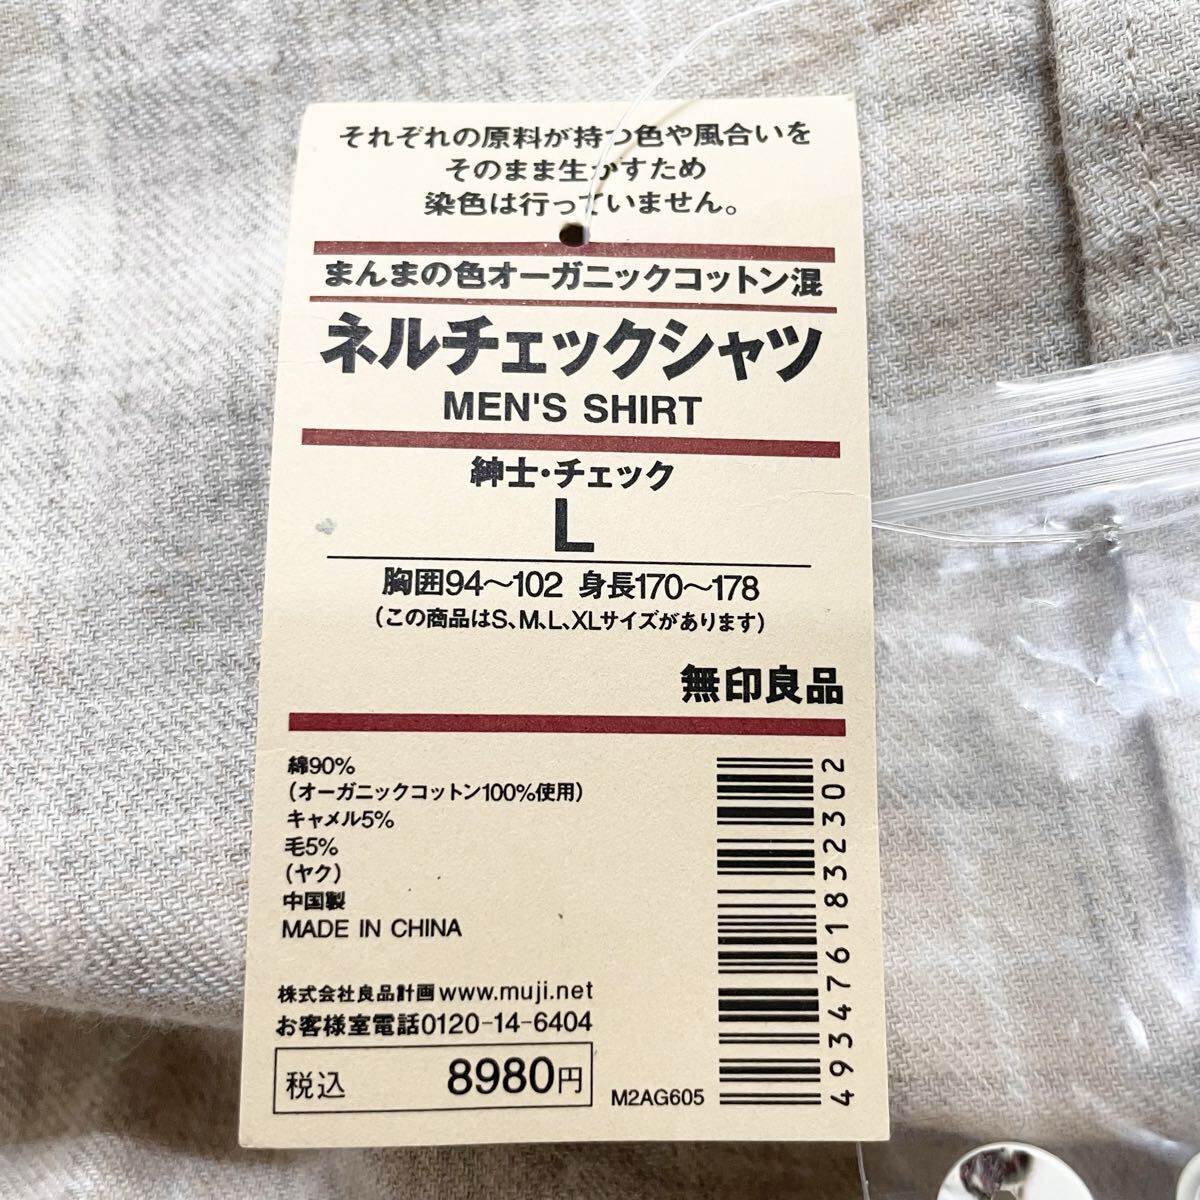 それぞれの原料が持つ色や風合いを
そのまま生かすため
染色は行っていません。
まんまの色オーガニックコットン混
ネルチェックシャツ
MEN'S SHIRT
紳士・チェック
L
胸囲94〜102 身長170〜178
(この商品はS、M、L、XLサイズがあります)
無印良品
綿90%
(オーガニックコットン100%使用)
キャメル5%
毛5%
(ヤク)
中国製
MADE IN CHINA
株式会社良品計画 www.muji.net
お客様室電話0120-14-6404
税込 8980円
M2AG605
4934761832302